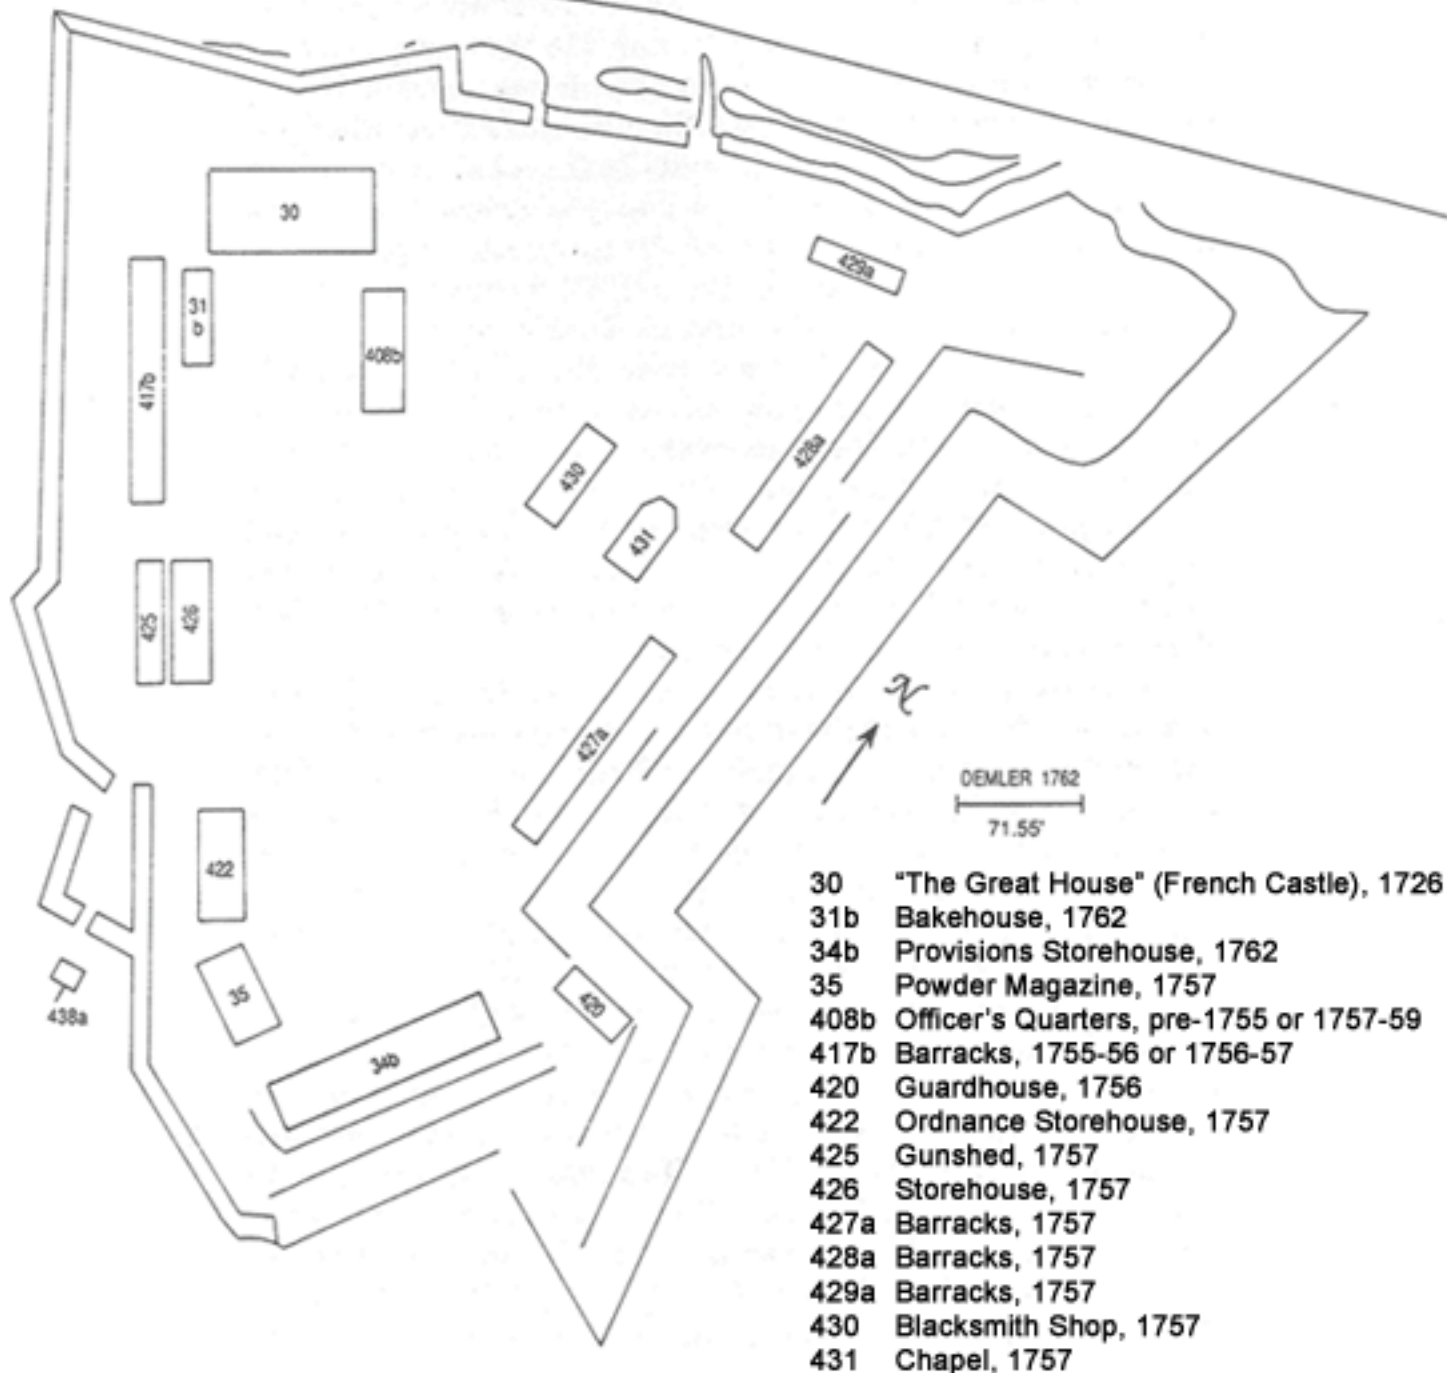 30
429a
31
b
408b
417b
428a
430
431
425
426
427a
N
DEMLER 1762
71.55'
422
35
420
438a
34b
30 "The Great House" (French Castle), 1726
31b Bakehouse, 1762
34b Provisions Storehouse, 1762
35 Powder Magazine, 1757
408b Officer's Quarters, pre-1755 or 1757-59
417b Barracks, 1755-56 or 1756-57
420 Guardhouse, 1756
422 Ordnance Storehouse, 1757
425 Gunshed, 1757
426 Storehouse, 1757
427a Barracks, 1757
428a Barracks, 1757
429a Barracks, 1757
430 Blacksmith Shop, 1757
431 Chapel, 1757